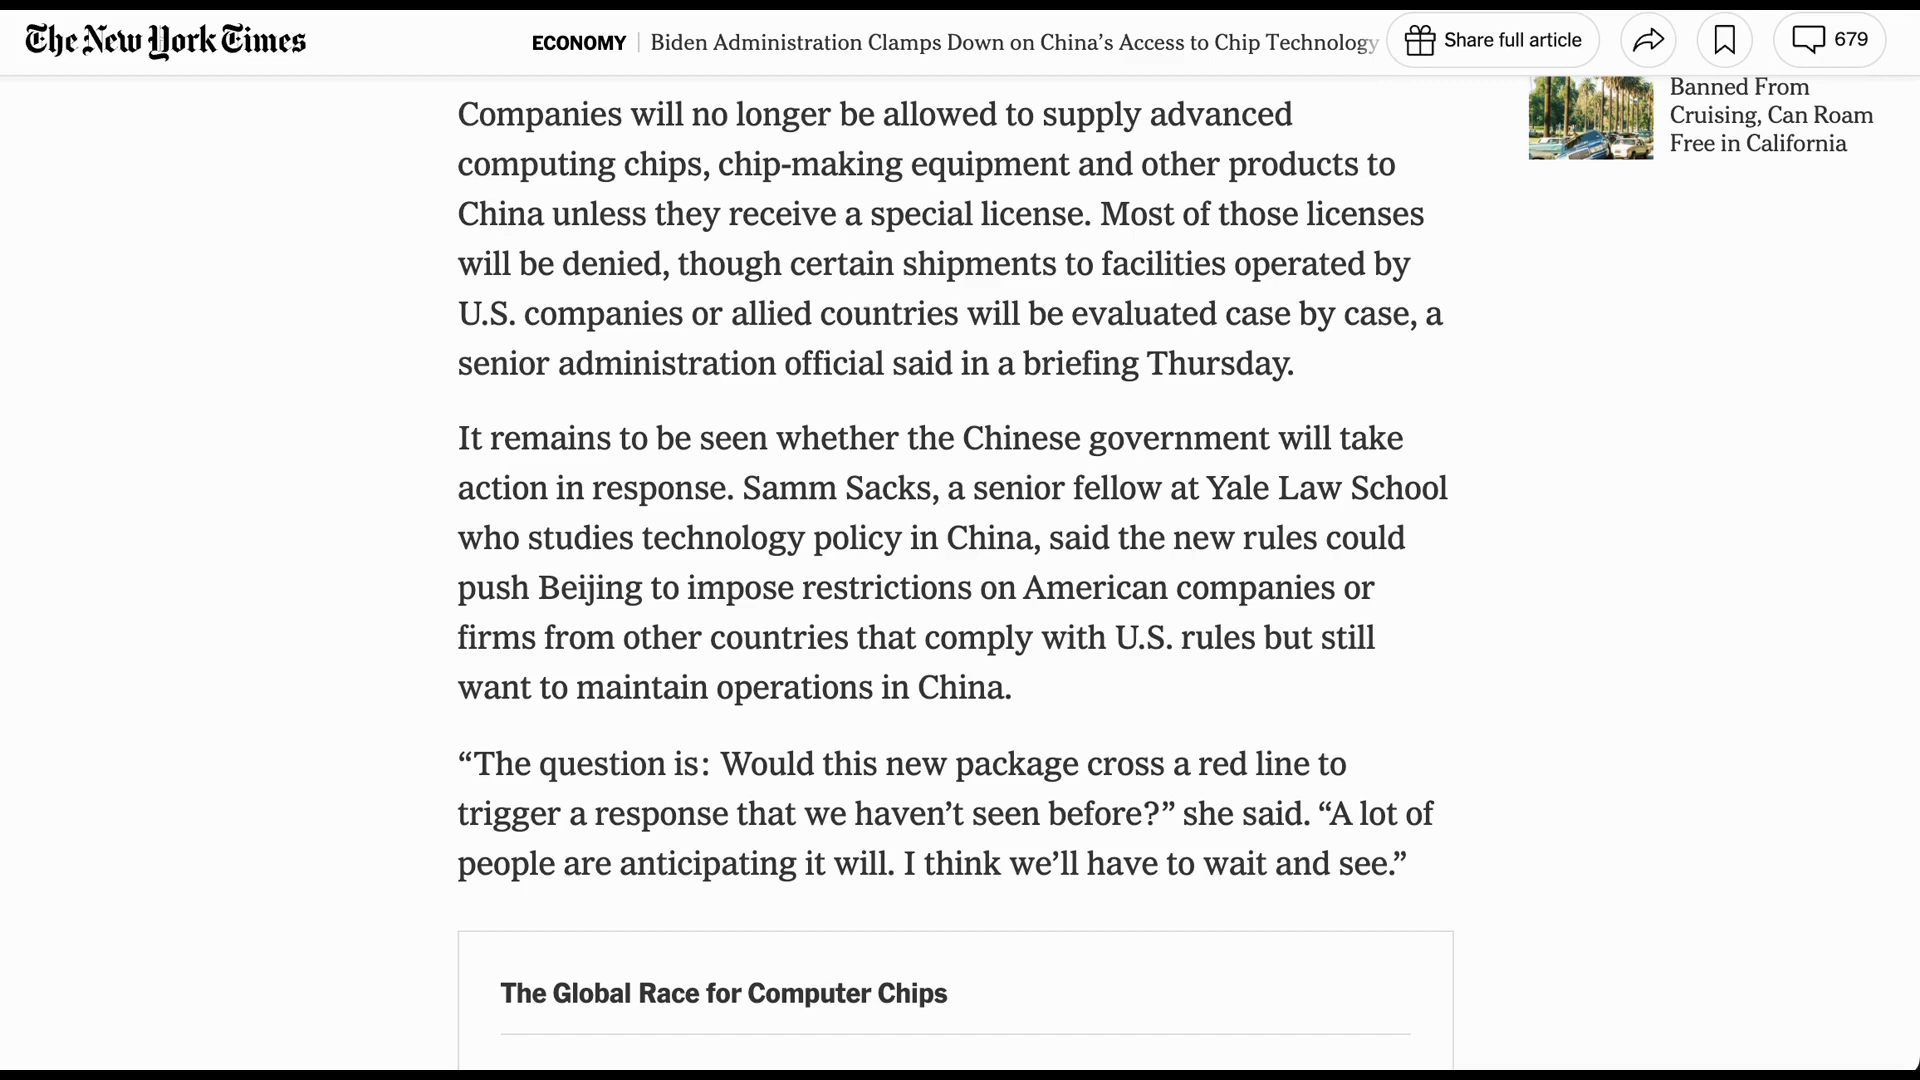 The New York Times
ECONOMY | Biden Administration Clamps Down on China’s Access to Chip Technology
Share full article
679
Banned From
Cruising, Can Roam
Free in California
Companies will no longer be allowed to supply advanced
computing chips, chip-making equipment and other products to
China unless they receive a special license. Most of those licenses
will be denied, though certain shipments to facilities operated by
U.S. companies or allied countries will be evaluated case by case, a
senior administration official said in a briefing Thursday.
It remains to be seen whether the Chinese government will take
action in response. Samm Sacks, a senior fellow at Yale Law School
who studies technology policy in China, said the new rules could
push Beijing to impose restrictions on American companies or
firms from other countries that comply with U.S. rules but still
want to maintain operations in China.
“The question is: Would this new package cross a red line to
trigger a response that we haven’t seen before?” she said. “A lot of
people are anticipating it will. I think we’ll have to wait and see.”
The Global Race for Computer Chips